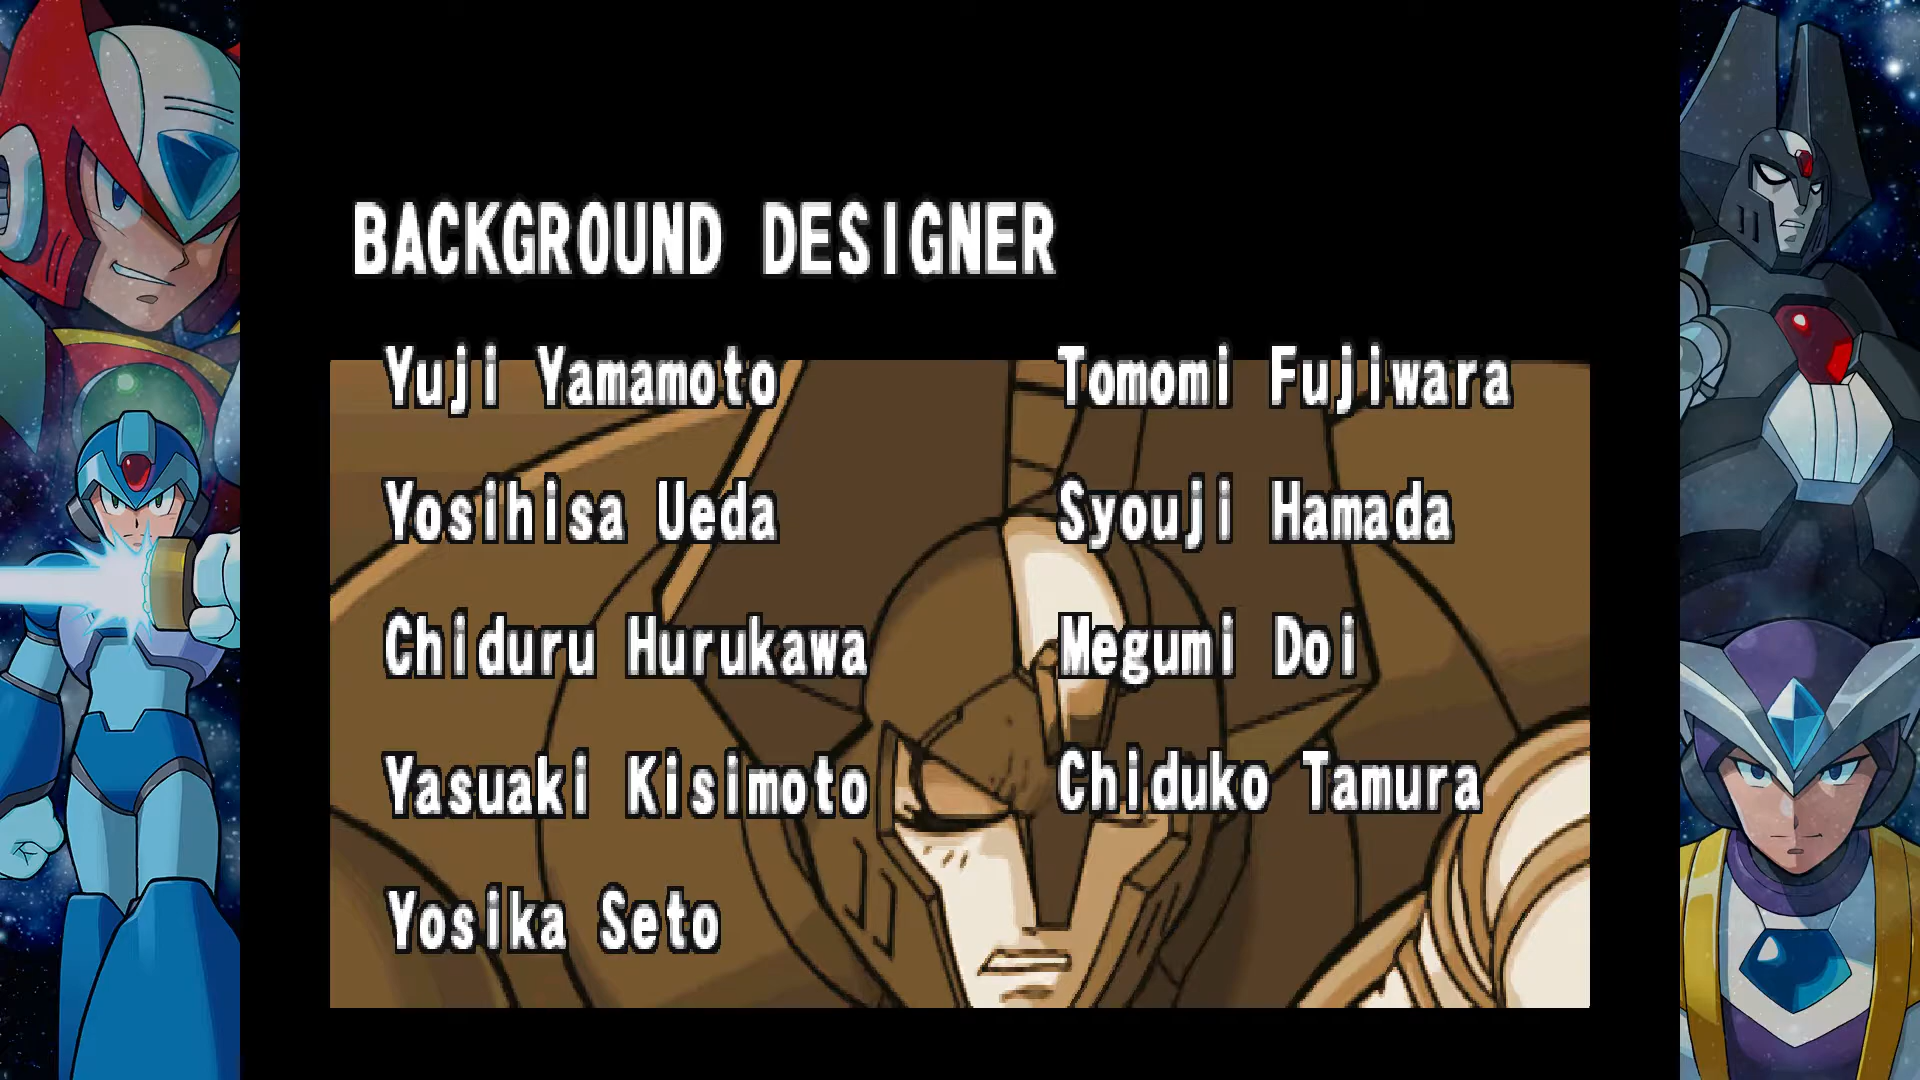 BACKGROUND DESIGNER
Yuji Yamamoto
Tomomi Fujiwara
Yosihisa Ueda
Syouji Hamada
Chiduru Hurukawa
Megumi Doi
Yasuaki Kisimoto
Chiduko Tamura
Yosika Seto